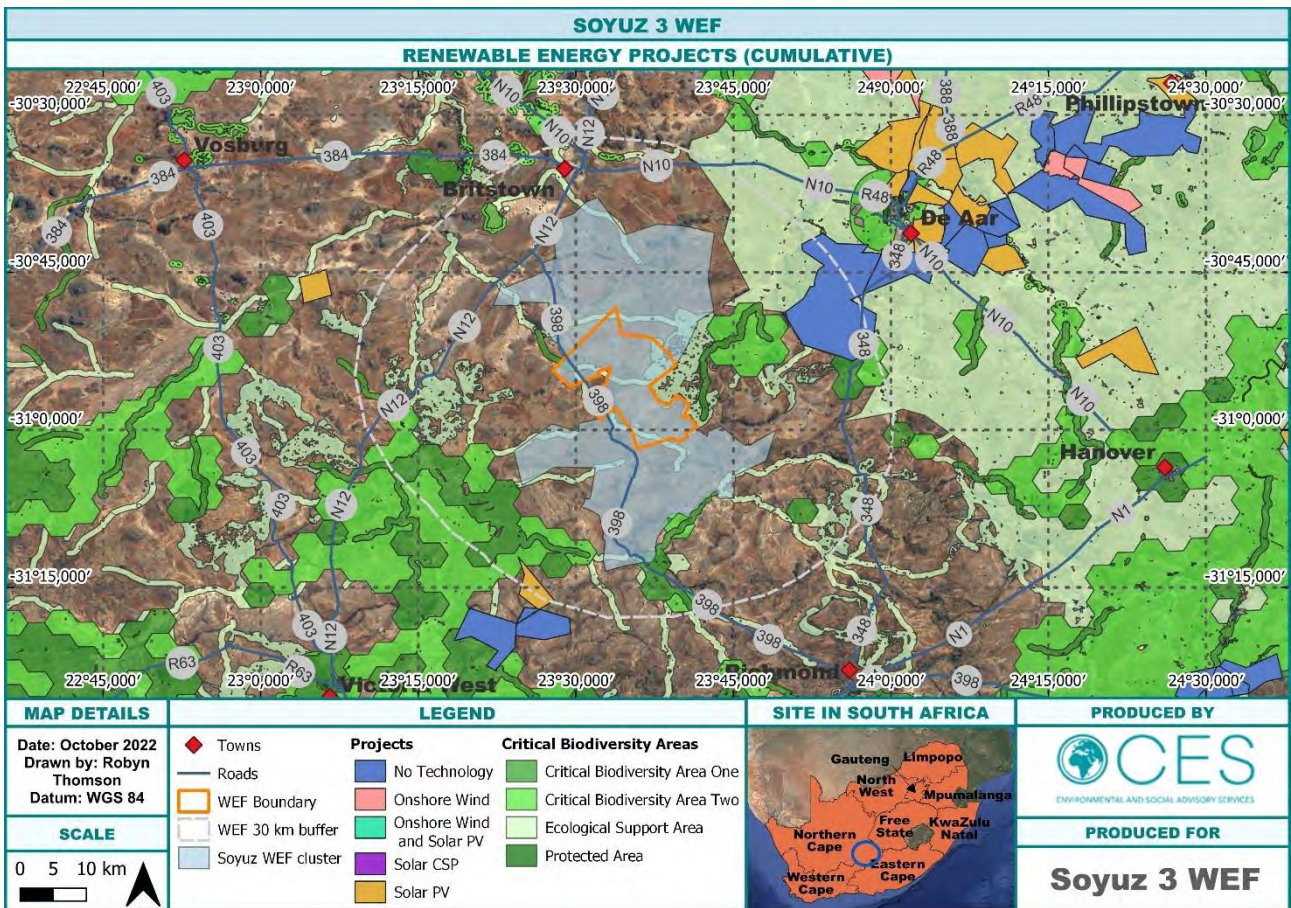 SOYUZ 3 WEF
RENEWABLE ENERGY PROJECTS (CUMULATIVE)
22°45,000′ 23°0,000′ 23°15,000′ 23°30,000′ 23°45,000′ 24°0,000′ 24°15,000′ 24°30,000′
-30°30,000′ -30°30,000′
403 N10 N12 N10 N12 388 388 R48
Phillipstown
Vosburg
384 384 384 384
403
Britstown
N10 N10 R48 R48
De Aar
N12 348 N10
-30°45,000′ -30°45,000′
N12 398 N10
403 348
N12 398 N10
-31°0,000′ -31°0,000′
403
Hanover
403 N12 398 348 N1
-31°15,000′ -31°15,000′
403 N12 398 398 348 N1
R63 R63
Richmond
398
Victoria West
22°45,000′ 23°0,000′ 23°15,000′ 23°30,000′ 23°45,000′ 24°0,000′ 24°15,000′ 24°30,000′
MAP DETAILS
Date: October 2022
Drawn by: Robyn
Thomson
Datum: WGS 84
SCALE
0 5 10 km
LEGEND
Towns
Roads
WEF Boundary
WEF 30 km buffer
Soyuz WEF cluster
Projects
No Technology
Onshore Wind
Onshore Wind
and Solar PV
Solar CSP
Solar PV
Critical Biodiversity Areas
Critical Biodiversity Area One
Critical Biodiversity Area Two
Ecological Support Area
Protected Area
SITE IN SOUTH AFRICA
Gauteng
Limpopo
North
West
Mpumalanga
Free
State
KwaZulu
Natal
Northern
Cape
Eastern
Cape
Western
Cape
PRODUCED BY
CES
ENVIRONMENTAL AND SOCIAL ADVISORY SERVICES
PRODUCED FOR
Soyuz 3 WEF